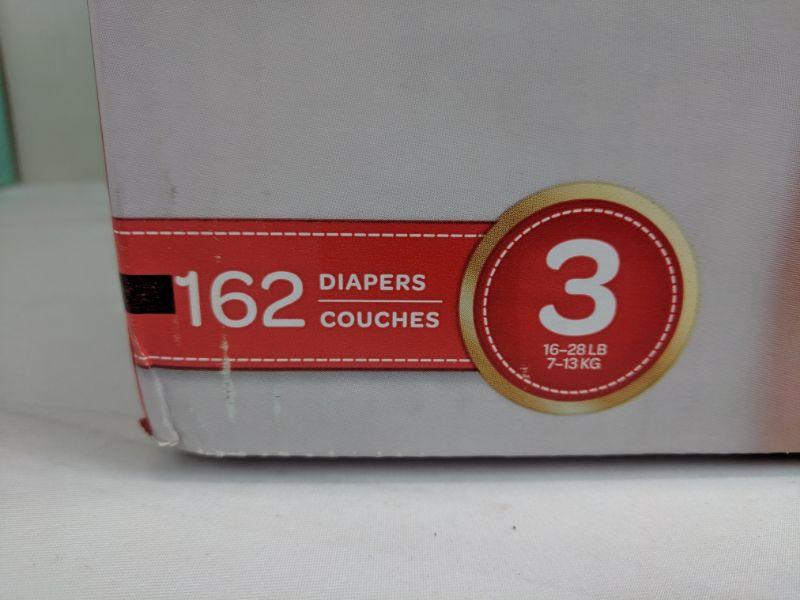 162
DIAPERS
COUCHES
3
16–28 LB
7–13 KG